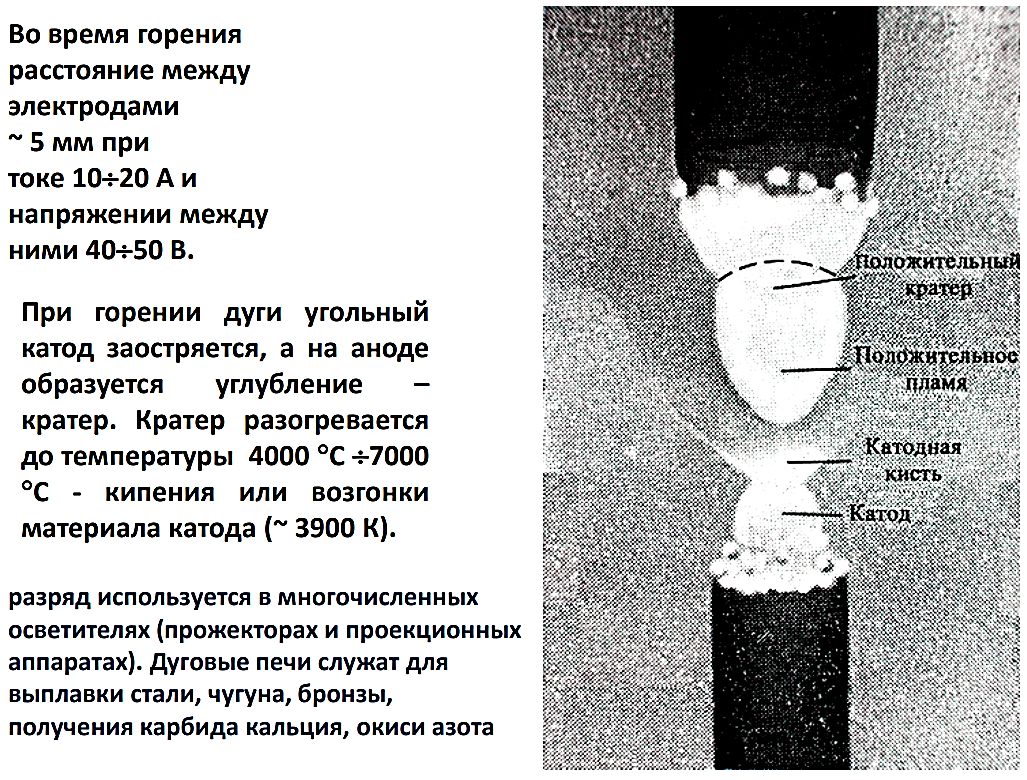 Во время горения
расстояние между
электродами
~ 5 мм при
токе 10÷20 А и
напряжении между
ними 40÷50 В.
При горении дуги угольный
катод заостряется, а на аноде
образуется углубление –
кратер. Кратер разогревается
до температуры 4000 °С ÷7000
°С - кипения или возгонки
материала катода (~ 3900 К).
разряд используется в многочисленных
осветителях (прожекторах и проекционных
аппаратах). Дуговые печи служат для
выплавки стали, чугуна, бронзы,
получения карбида кальция, окиси азота
Положительный
кратер
Положительное
пламя
Катодная
кисть
Катод